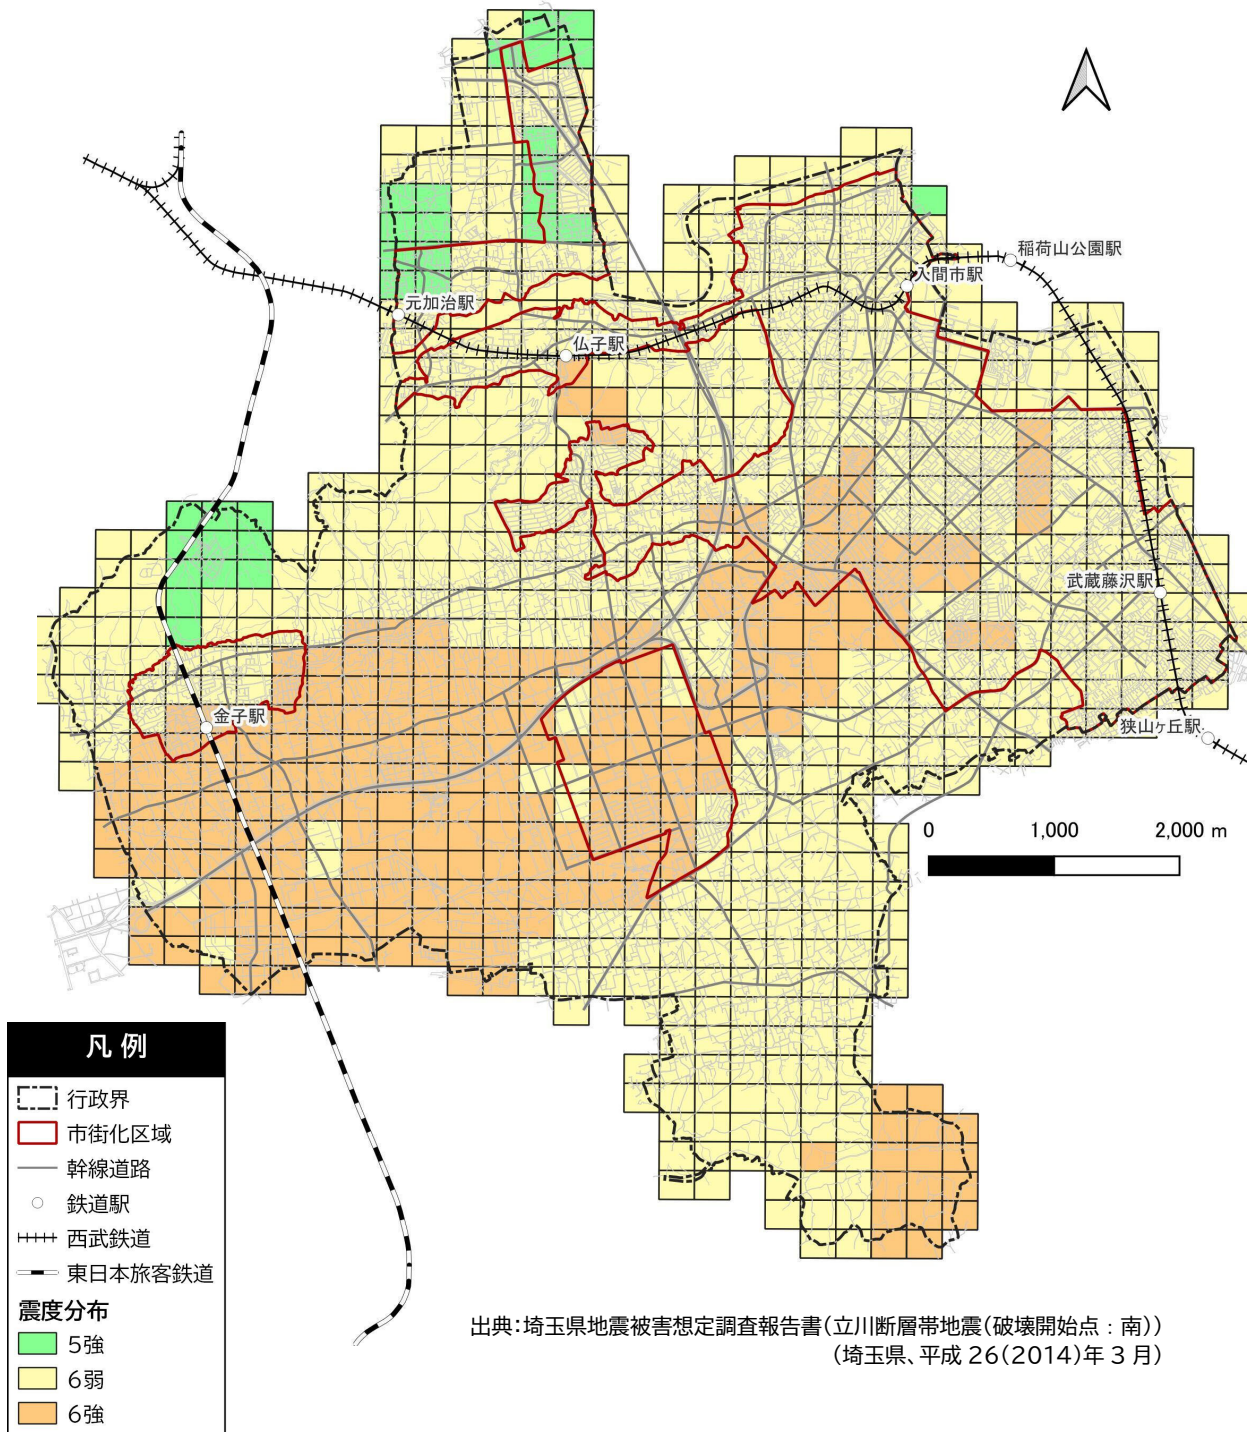 稲荷山公園駅
入間市駅
元加治駅
仏子駅
武蔵藤沢駅
金子駅
狭山ヶ丘駅
0 1,000 2,000 m
凡例
行政界
市街化区域
幹線道路
鉄道駅
西武鉄道
東日本旅客鉄道
震度分布
5強
6弱
6強
出典:埼玉県地震被害想定調査報告書(立川断層帯地震(破壊開始点:南))
(埼玉県、平成 26(2014)年 3 月)